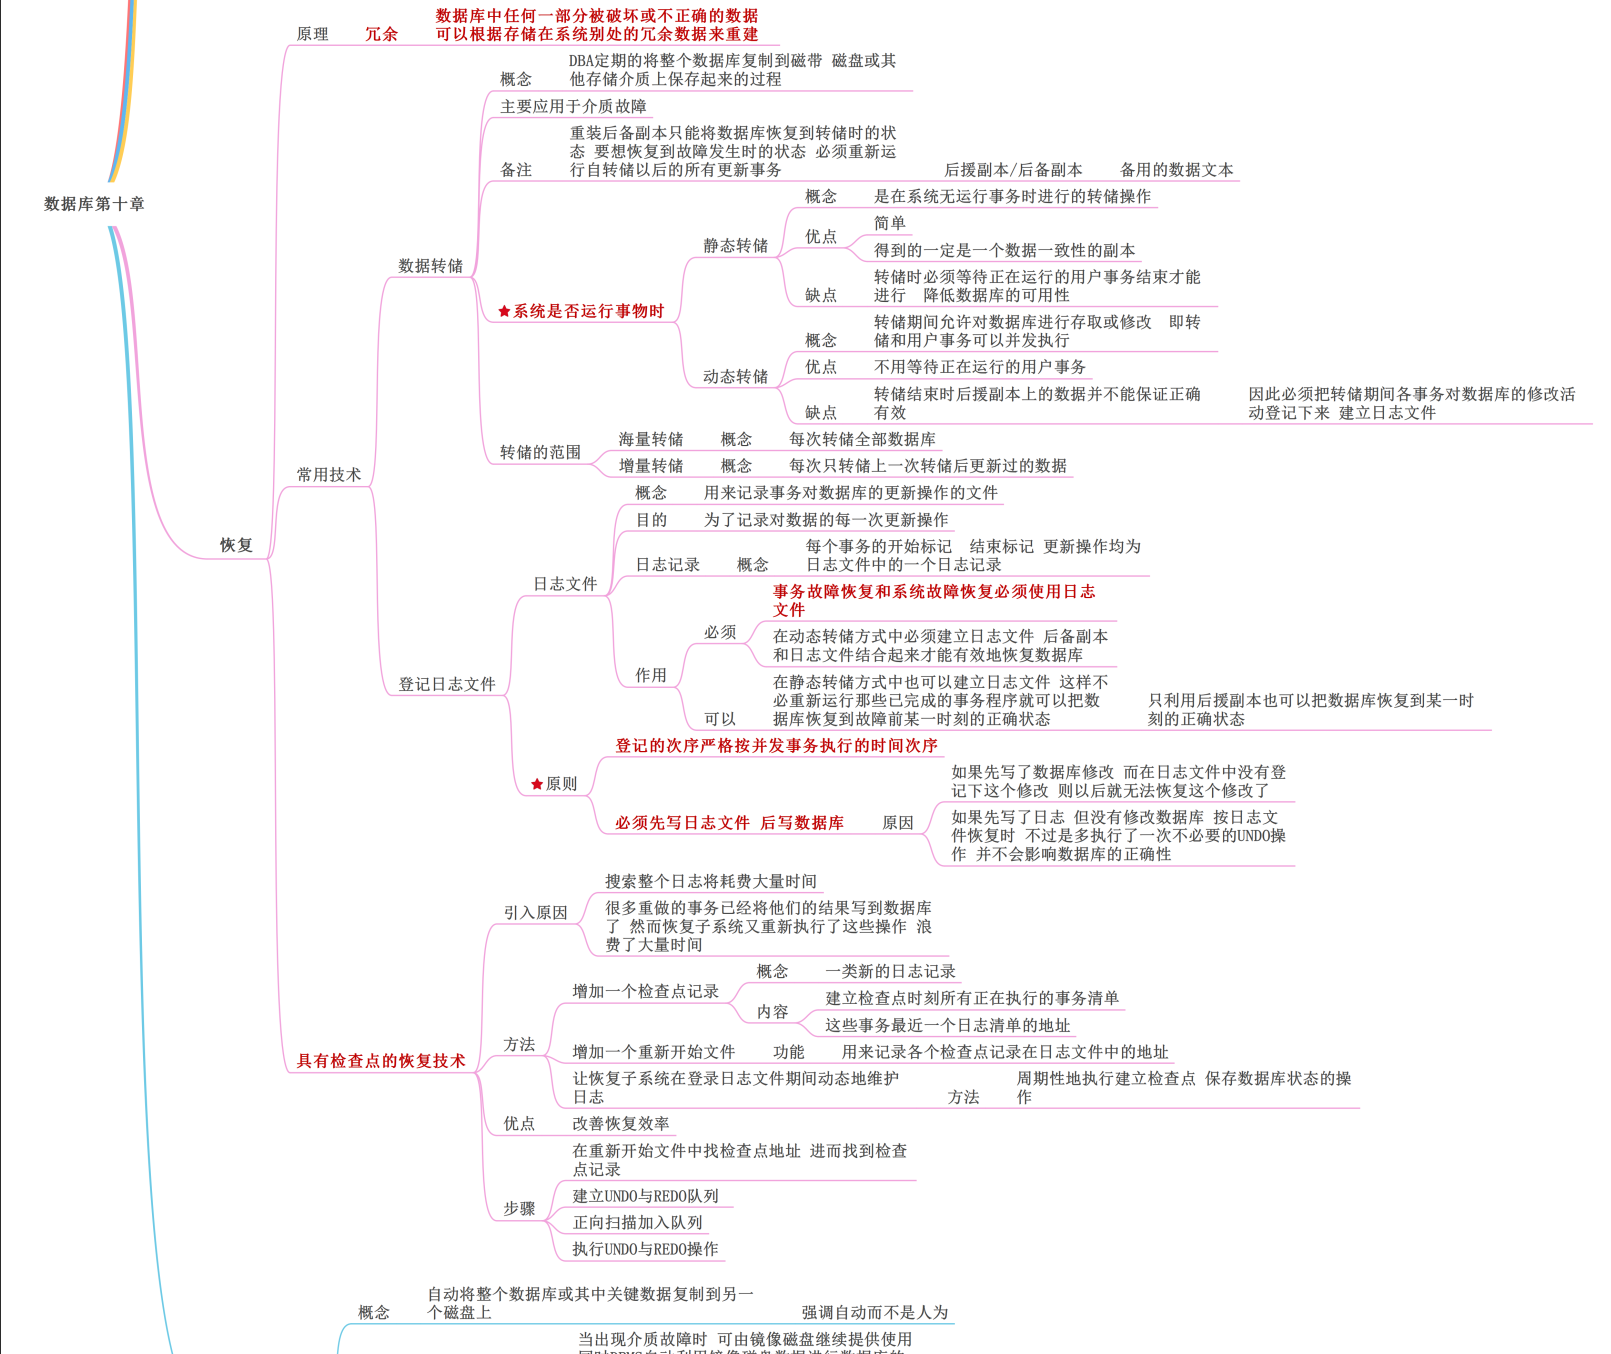 数据库第十章
恢复
原理
冗余
数据库中任何一部分被破坏或不正确的数据
可以根据存储在系统别处的冗余数据来重建
常用技术
数据转储
概念
DBA定期的将整个数据库复制到磁带 磁盘或其
他存储介质上保存起来的过程
主要应用于介质故障
备注
重装后备副本只能将数据库恢复到转储时的状
态 要想恢复到故障发生时的状态 必须重新运
行自转储以后的所有更新事务
后援副本/后备副本
备用的数据文本
★系统是否运行事物时
静态转储
概念
是在系统无运行事务时进行的转储操作
优点
简单
得到的一定是一个数据一致性的副本
缺点
转储时必须等待正在运行的用户事务结束才能
进行 降低数据库的可用性
动态转储
概念
转储期间允许对数据库进行存取或修改 即转
储和用户事务可以并发执行
优点
不用等待正在运行的用户事务
缺点
转储结束时后援副本上的数据并不能保证正确
有效
因此必须把转储期间各事务对数据库的修改活
动登记下来 建立日志文件
转储的范围
海量转储
概念
每次转储全部数据库
增量转储
概念
每次只转储上一次转储后更新过的数据
登记日志文件
日志文件
概念
用来记录事务对数据库的更新操作的文件
目的
为了记录对数据的每一次更新操作
日志记录
概念
每个事务的开始标记 结束标记 更新操作均为
日志文件中的一个日志记录
作用
必须
事务故障恢复和系统故障恢复必须使用日志
文件
在动态转储方式中必须建立日志文件 后备副本
和日志文件结合起来才能有效地恢复数据库
可以
在静态转储方式中也可以建立日志文件 这样不
必重新运行那些已完成的事务程序就可以把数
据库恢复到故障前某一时刻的正确状态
只利用后援副本也可以把数据库恢复到某一时
刻的正确状态
★原则
登记的次序严格按并发事务执行的时间次序
必须先写日志文件 后写数据库
原因
如果先写了数据库修改 而在日志文件中没有登
记下这个修改 则以后就无法恢复这个修改了
如果先写了日志 但没有修改数据库 按日志文
件恢复时 不过是多执行了一次不必要的UNDO操
作 并不会影响数据库的正确性
具有检查点的恢复技术
引入原因
搜索整个日志将耗费大量时间
很多重做的事务已经将他们的结果写到数据库
了 然而恢复子系统又重新执行了这些操作 浪
费了大量时间
方法
增加一个检查点记录
概念
一类新的日志记录
内容
建立检查点时刻所有正在执行的事务清单
这些事务最近一个日志清单的地址
增加一个重新开始文件
功能
用来记录各个检查点记录在日志文件中的地址
让恢复子系统在登录日志文件期间动态地维护
日志
方法
周期性地执行建立检查点 保存数据库状态的操
作
优点
改善恢复效率
步骤
在重新开始文件中找检查点地址 进而找到检查
点记录
建立UNDO与REDO队列
正向扫描加入队列
执行UNDO与REDO操作
概念
自动将整个数据库或其中关键数据复制到另一
个磁盘上
强调自动而不是人为
当出现介质故障时 可由镜像磁盘继续提供使用